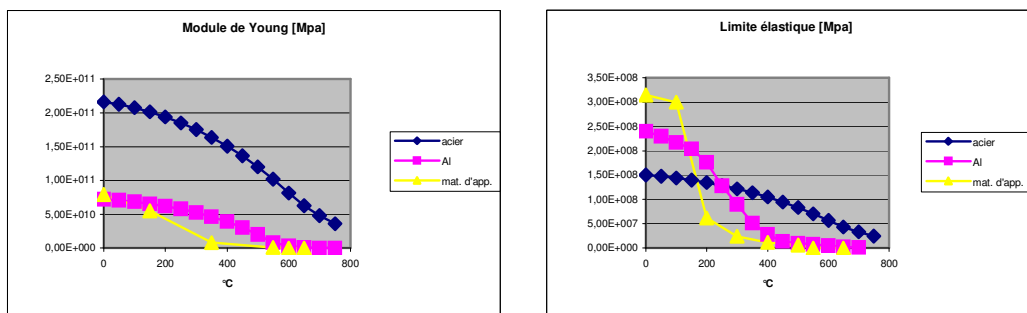 Module de Young [Mpa]
2,50E+011
2,00E+011
1,50E+011
1,00E+011
5,00E+010
0,00E+000
0 200 400 600 800
°C
acier
Al
mat. d'app.
Limite élastique [Mpa]
3,50E+008
3,00E+008
2,50E+008
2,00E+008
1,50E+008
1,00E+008
5,00E+007
0,00E+000
0 200 400 600 800
°C
acier
Al
mat. d'app.